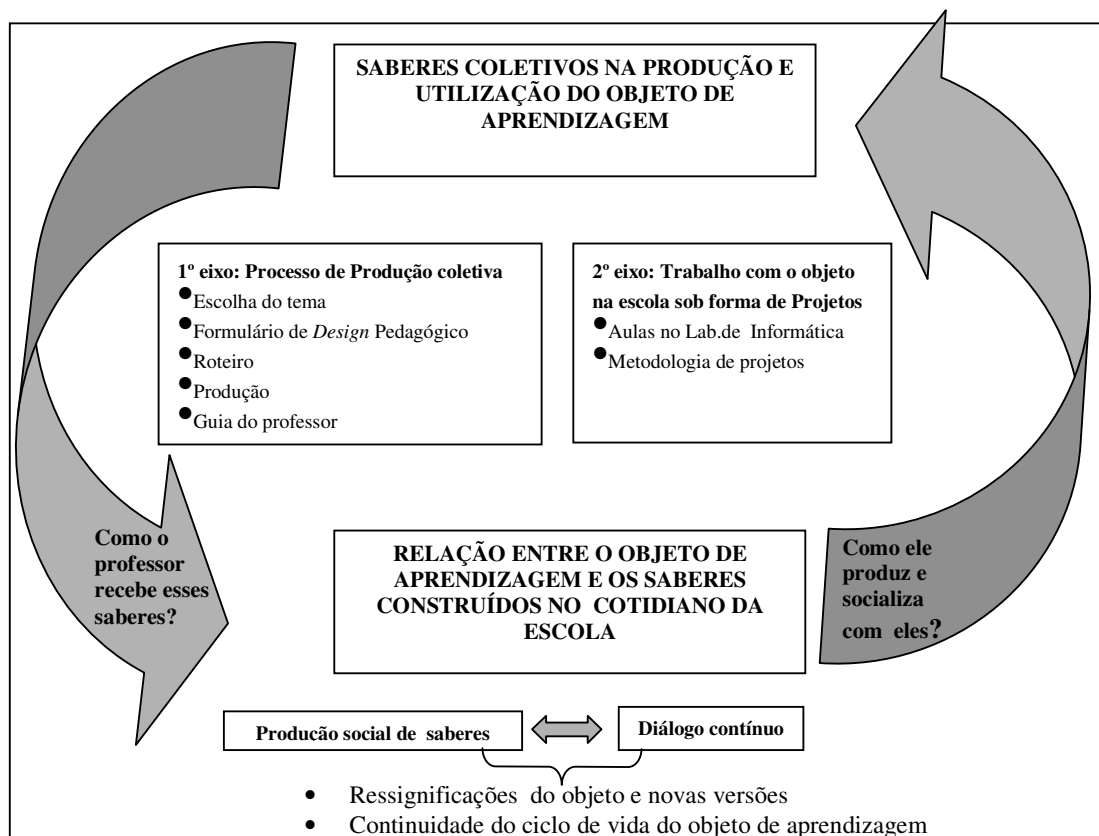 SABERES COLETIVOS NA PRODUÇÃO E
UTILIZAÇÃO DO OBJETO DE
APRENDIZAGEM
1º eixo: Processo de Produção coletiva
●Escolha do tema
●Formulário de Design Pedagógico
●Roteiro
●Produção
●Guia do professor
2º eixo: Trabalho com o objeto
na escola sob forma de Projetos
●Aulas no Lab.de Informática
●Metodologia de projetos
Como o
professor
recebe esses
saberes?
RELAÇÃO ENTRE O OBJETO DE
APRENDIZAGEM E OS SABERES
CONSTRUÍDOS NO COTIDIANO DA
ESCOLA
Como ele
produz e
socializa
com eles?
Produção social de saberes
Diálogo contínuo
• Ressignificações do objeto e novas versões
• Continuidade do ciclo de vida do objeto de aprendizagem